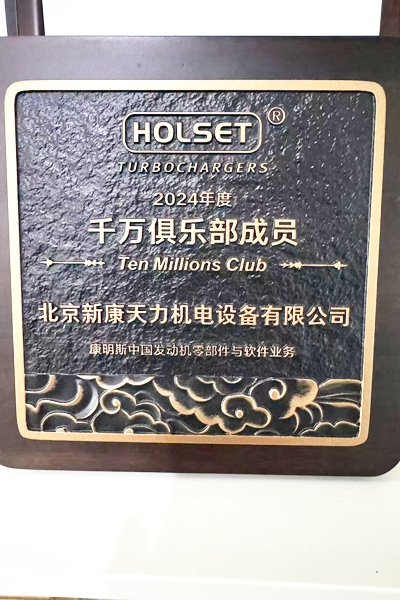 HOLSET®
TURBOCHARGERS
2024年度
千万俱乐部成员
Ten Millions Club
北京新康天力机电设备有限公司
康明斯中国发动机零部件与软件业务